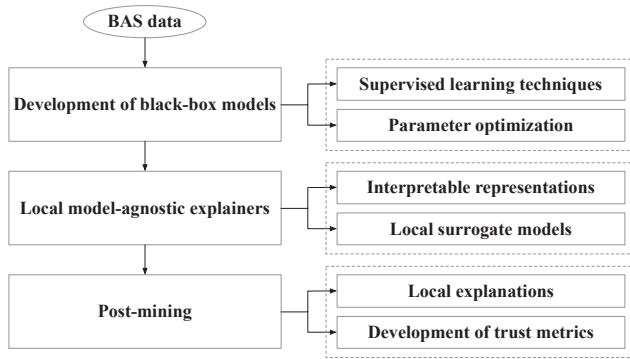 BAS data
Development of black-box models
Supervised learning techniques
Parameter optimization
Local model-agnostic explainers
Interpretable representations
Local surrogate models
Post-mining
Local explanations
Development of trust metrics